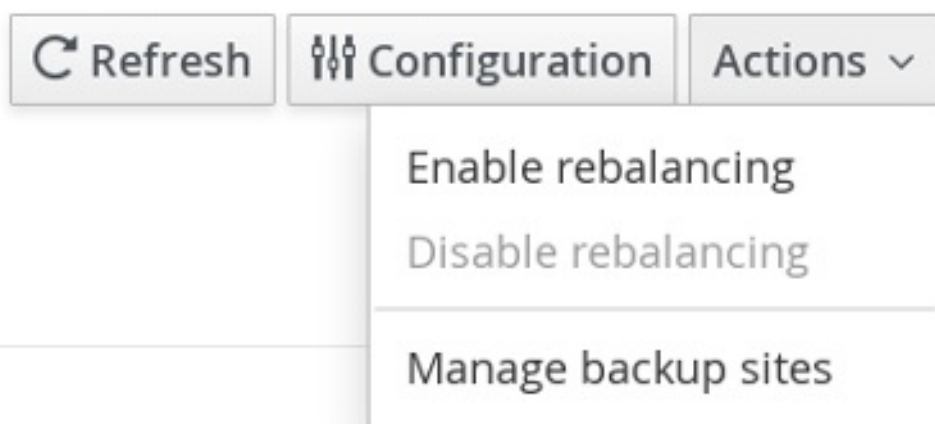 Refresh Configuration Actions
Enable rebalancing
Disable rebalancing
Manage backup sites